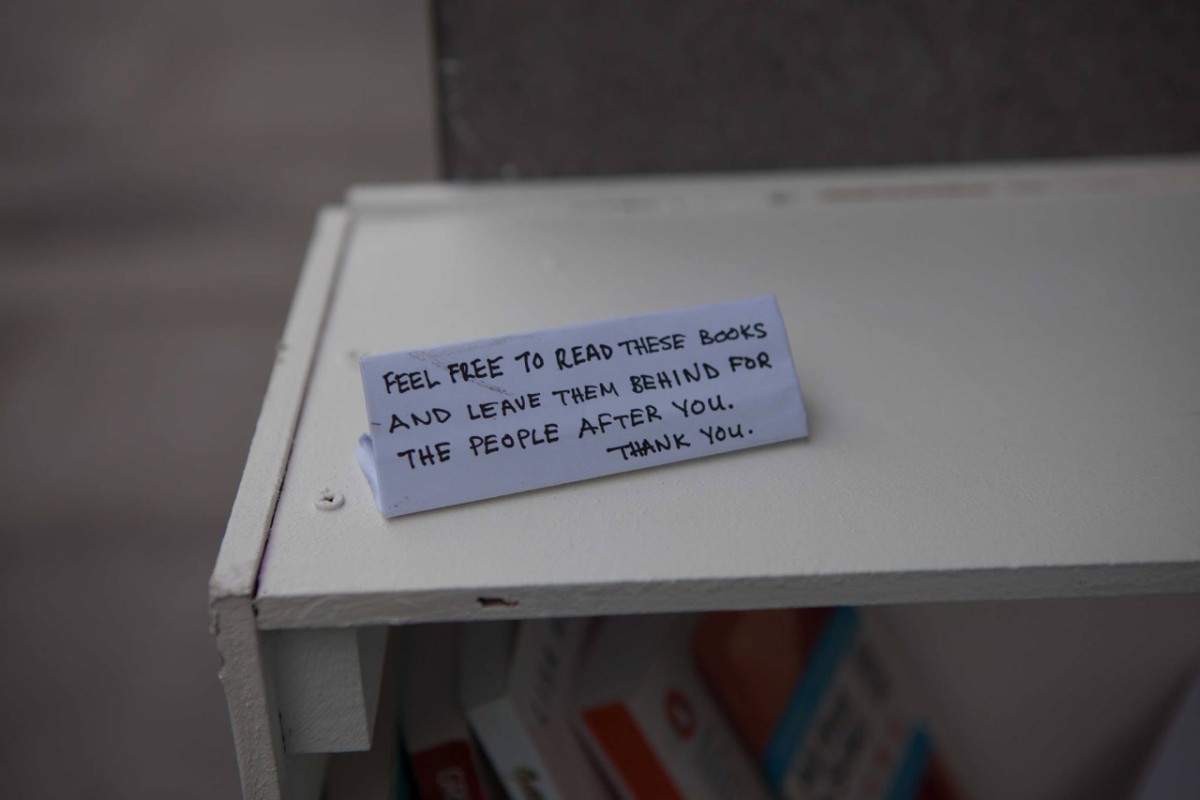 FEEL FREE TO READ THESE BOOKS
AND LEAVE THEM BEHIND FOR
THE PEOPLE AFTER YOU.
THANK YOU.